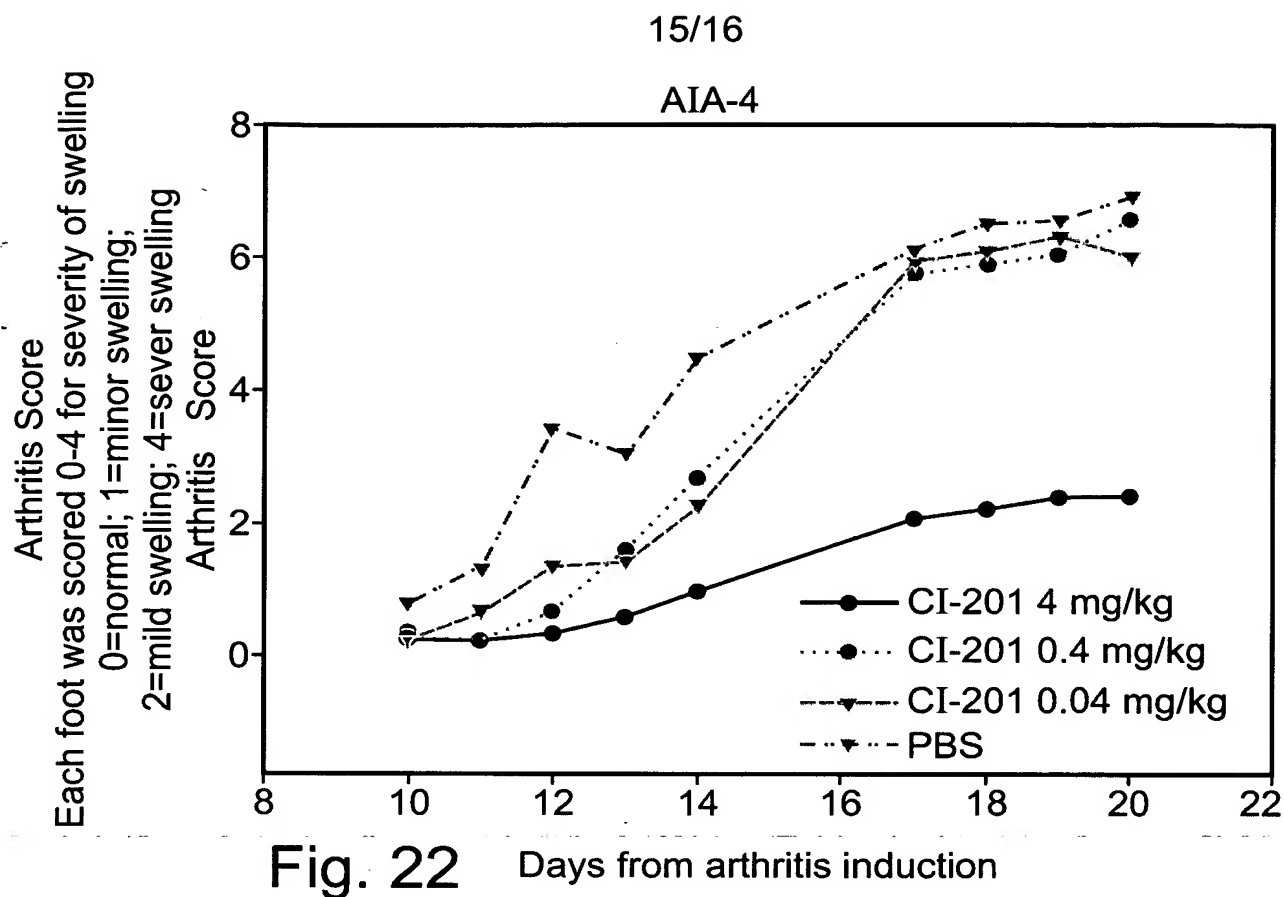 15/16
AIA-4
Arthritis Score
Each foot was scored 0-4 for severity of swelling
0=normal; 1=minor swelling;
2=mild swelling; 4=sever swelling
Arthritis Score
8
6
4
2
0
CI-201 4 mg/kg
CI-201 0.4 mg/kg
CI-201 0.04 mg/kg
PBS
8 10 12 14 16 18 20 22
Fig. 22 Days from arthritis induction